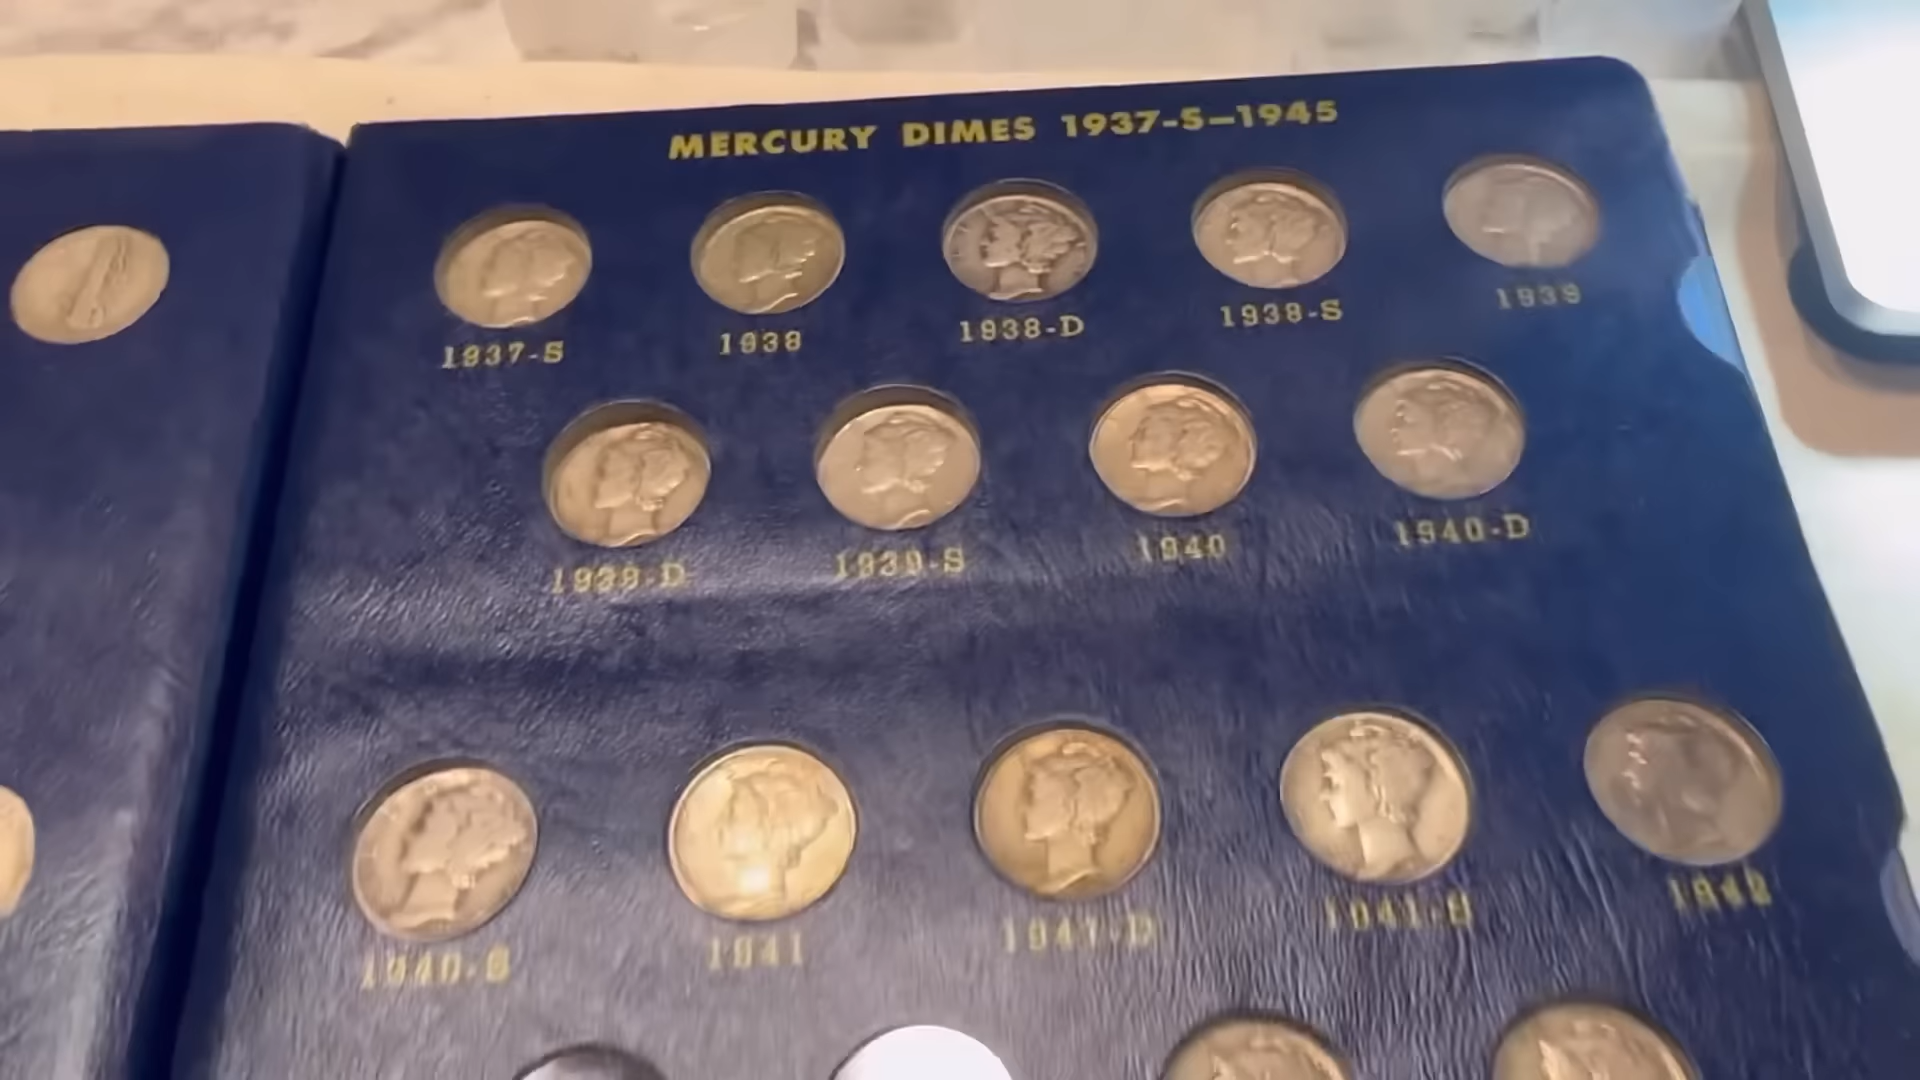 MERCURY DIMES 1937-S—1945
1937-S 1938 1938-D 1938-S 1939
1939-D 1939-S 1940 1940-D
1940-S 1941 1941-D 1941-S 1942